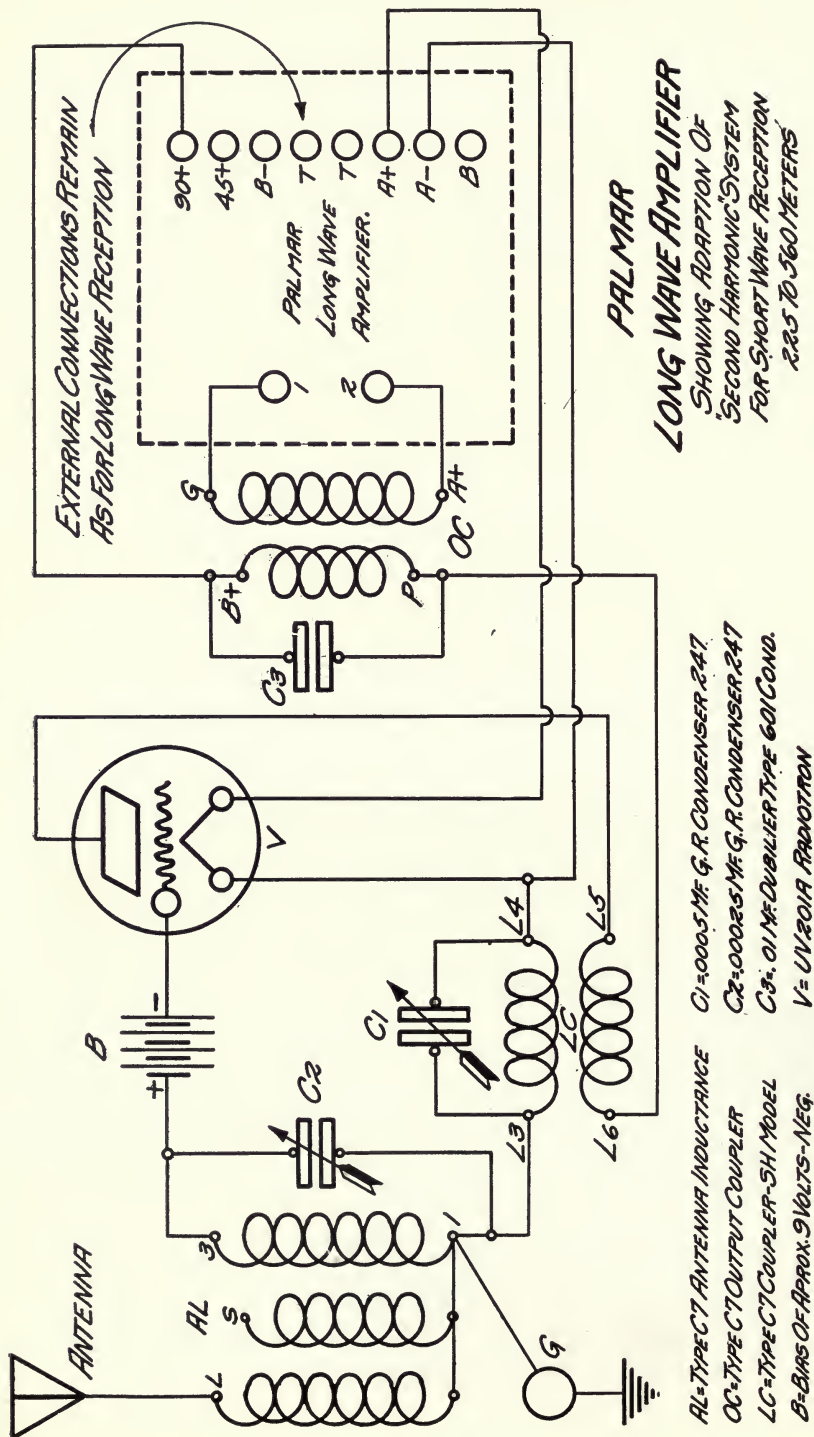 ANTENNA
L
AL
S
3
1
G
B
+
-
C2
V
C1
L3
L4
LC
L6
L5
EXTERNAL CONNECTIONS REMAIN
AS FOR LONG WAVE RECEPTION
C3
B+
P
OC
G
A+
1
2
PALMAR
LONG WAVE
AMPLIFIER.
90+
45+
B-
T
T
A+
A-
B
AL=TYPE C7 ANTENNA INDUCTANCE
OC=TYPE C7 OUTPUT COUPLER
LC=TYPE C7 COUPLER-SH MODEL
B=BIAS OF APROX. 9 VOLTS-NEG.
C1=.0005 MF. G.R. CONDENSER 247
C2=.00025 MF. G.R. CONDENSER 247
C3=.01 MF. DUBILIER TYPE 601 COND.
V=UV201A RADIOTRON
PALMAR
LONG WAVE AMPLIFIER
SHOWING ADAPTION OF
"SECOND HARMONIC" SYSTEM
FOR SHORT WAVE RECEPTION
225 TO 560 METERS